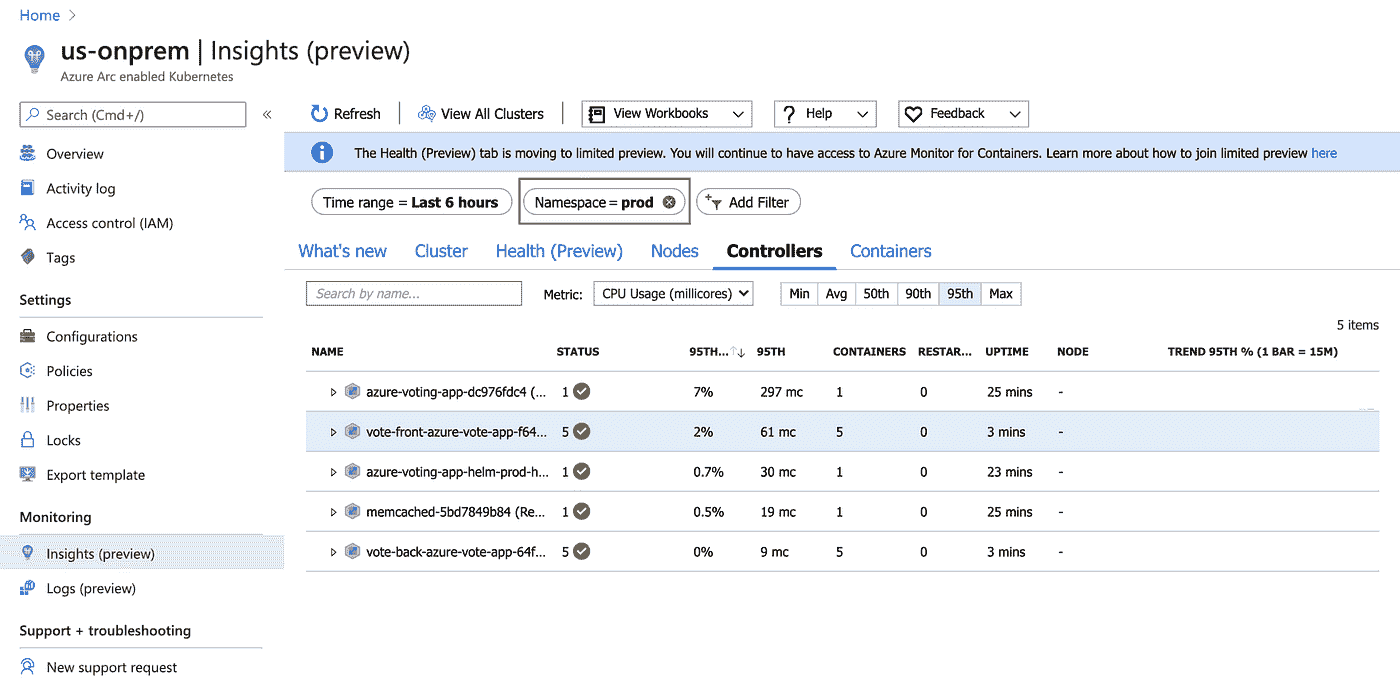 Home >
us-onprem | Insights (preview)
Azure Arc enabled Kubernetes
Search (Cmd+/)
«
Overview
Activity log
Access control (IAM)
Tags
Settings
Configurations
Policies
Properties
Locks
Export template
Monitoring
Insights (preview)
Logs (preview)
Support + troubleshooting
New support request
Refresh | View All Clusters | View Workbooks ? Help Feedback
The Health (Preview) tab is moving to limited preview. You will continue to have access to Azure Monitor for Containers. Learn more about how to join limited preview here
Time range = Last 6 hours Namespace = prod Add Filter
What's new Cluster Health (Preview) Nodes Controllers Containers
Search by name... Metric: CPU Usage (millicores) Min Avg 50th 90th 95th Max
5 items
NAME STATUS 95TH...↑↓ 95TH CONTAINERS RESTAR... UPTIME NODE TREND 95TH % (1 BAR = 15M)
azure-voting-app-dc976fdc4 (... 1 7% 297 mc 1 0 25 mins -
vote-front-azure-vote-app-f64... 5 2% 61 mc 5 0 3 mins -
azure-voting-app-helm-prod-h... 1 0.7% 30 mc 1 0 23 mins -
memcached-5bd7849b84 (Re... 1 0.5% 19 mc 1 0 25 mins -
vote-back-azure-vote-app-64f... 5 0% 9 mc 5 0 3 mins -